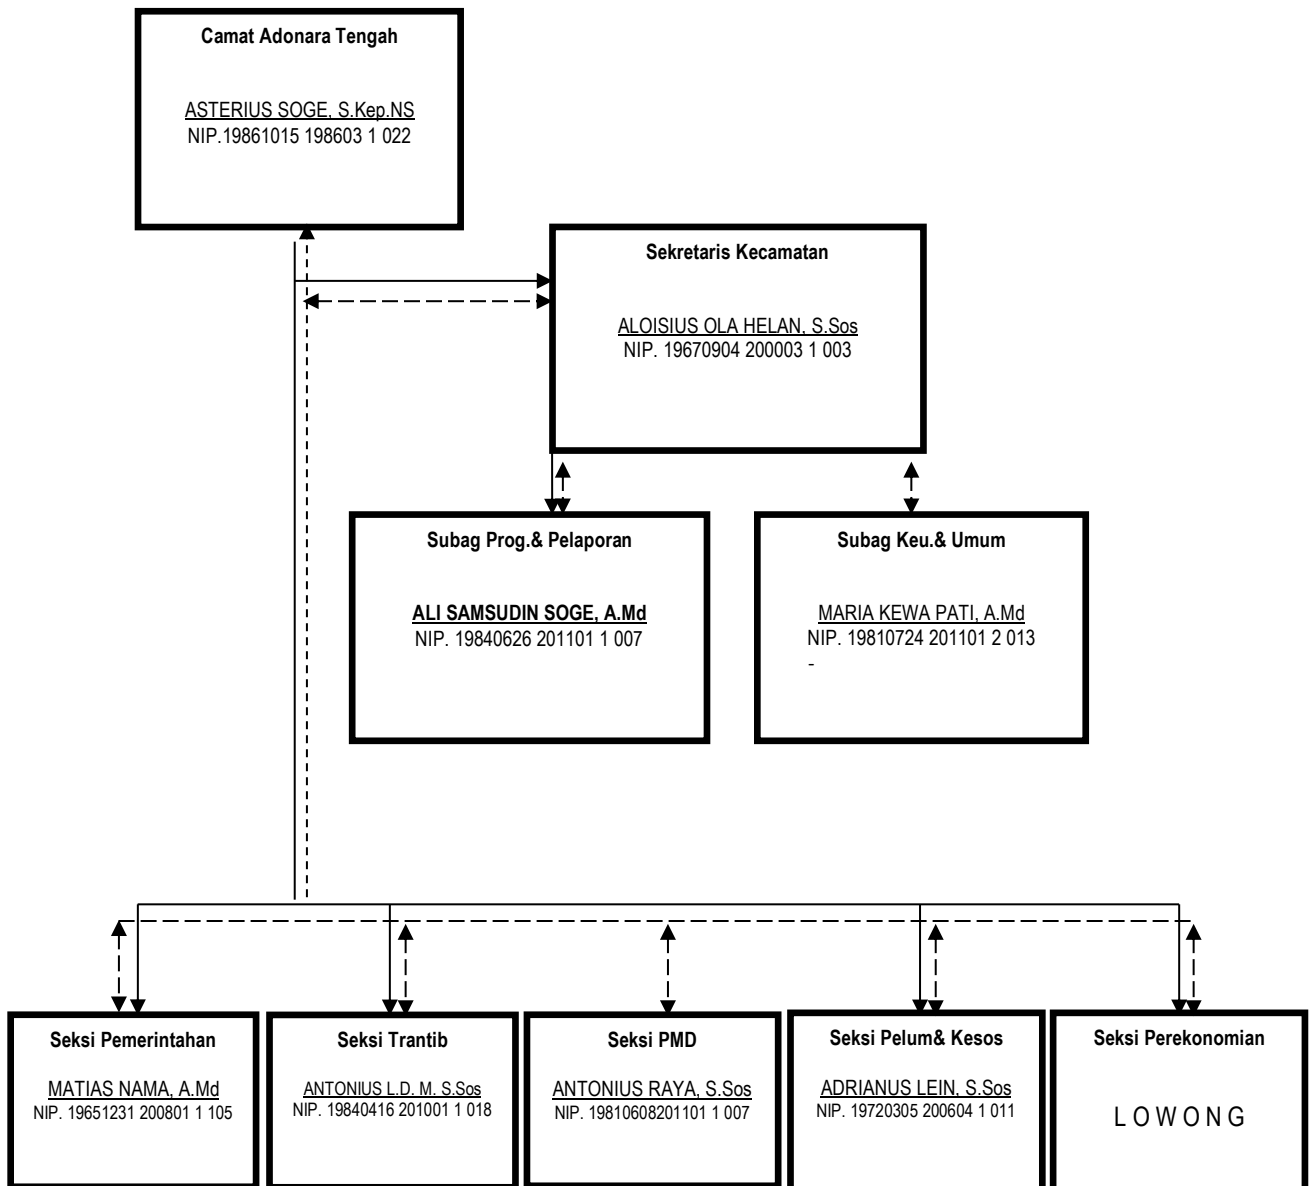 Camat Adonara Tengah
ASTERIUS SOGE, S.Kep.NS
NIP.19861015 198603 1 022
Sekretaris Kecamatan
ALOISIUS OLA HELAN, S.Sos
NIP. 19670904 200003 1 003
Subag Prog.& Pelaporan
ALI SAMSUDIN SOGE, A.Md
NIP. 19840626 201101 1 007
Subag Keu.& Umum
MARIA KEWA PATI, A.Md
NIP. 19810724 201101 2 013
-
Seksi Pemerintahan
MATIAS NAMA, A.Md
NIP. 19651231 200801 1 105
Seksi Trantib
ANTONIUS L.D. M. S.Sos
NIP. 19840416 201001 1 018
Seksi PMD
ANTONIUS RAYA, S.Sos
NIP. 19810608201101 1 007
Seksi Pelum& Kesos
ADRIANUS LEIN, S.Sos
NIP. 19720305 200604 1 011
Seksi Perekonomian
L O W O N G